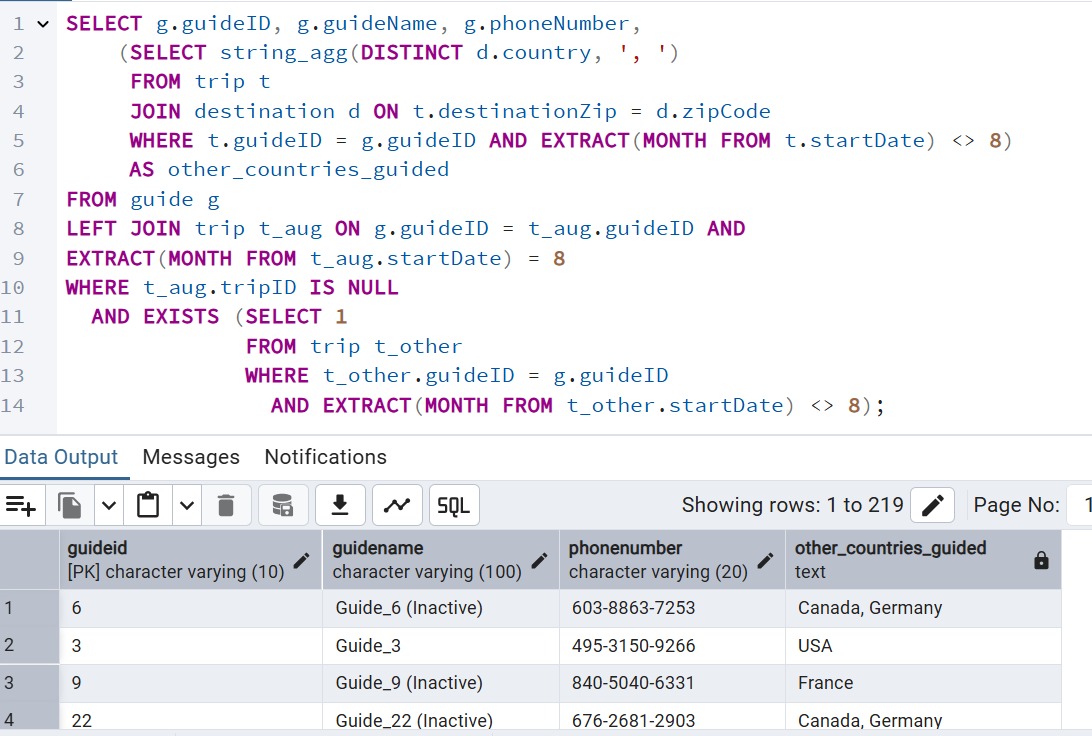 1 SELECT g.guideID, g.guideName, g.phoneNumber,
2 (SELECT string_agg(DISTINCT d.country, ', ')
3 FROM trip t
4 JOIN destination d ON t.destinationZip = d.zipCode
5 WHERE t.guideID = g.guideID AND EXTRACT(MONTH FROM t.startDate) <> 8)
6 AS other_countries_guided
7 FROM guide g
8 LEFT JOIN trip t_aug ON g.guideID = t_aug.guideID AND
9 EXTRACT(MONTH FROM t_aug.startDate) = 8
10 WHERE t_aug.tripID IS NULL
11 AND EXISTS (SELECT 1
12 FROM trip t_other
13 WHERE t_other.guideID = g.guideID
14 AND EXTRACT(MONTH FROM t_other.startDate) <> 8);
Data Output Messages Notifications
SQL Showing rows: 1 to 219 Page No: 1
guideid guidename phonenumber other_countries_guided
[PK] character varying (10) character varying (100) character varying (20) text
1 6 Guide_6 (Inactive) 603-8863-7253 Canada, Germany
2 3 Guide_3 495-3150-9266 USA
3 9 Guide_9 (Inactive) 840-5040-6331 France
4 22 Guide_22 (Inactive) 676-2681-2903 Canada, Germany